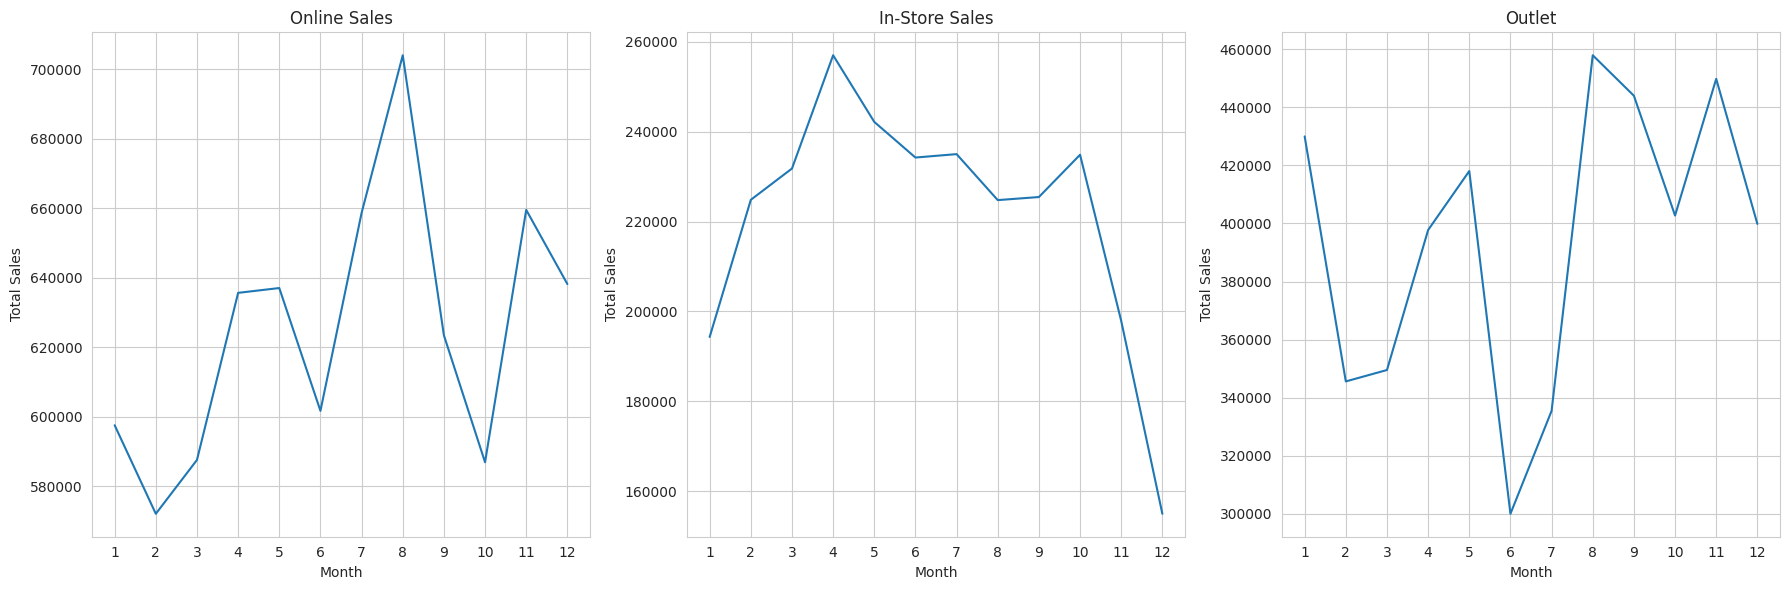 Online Sales
Total Sales
700000
680000
660000
640000
620000
600000
580000
1 2 3 4 5 6 7 8 9 10 11 12
Month
In-Store Sales
Total Sales
260000
240000
220000
200000
180000
160000
1 2 3 4 5 6 7 8 9 10 11 12
Month
Outlet
Total Sales
460000
440000
420000
400000
380000
360000
340000
320000
300000
1 2 3 4 5 6 7 8 9 10 11 12
Month